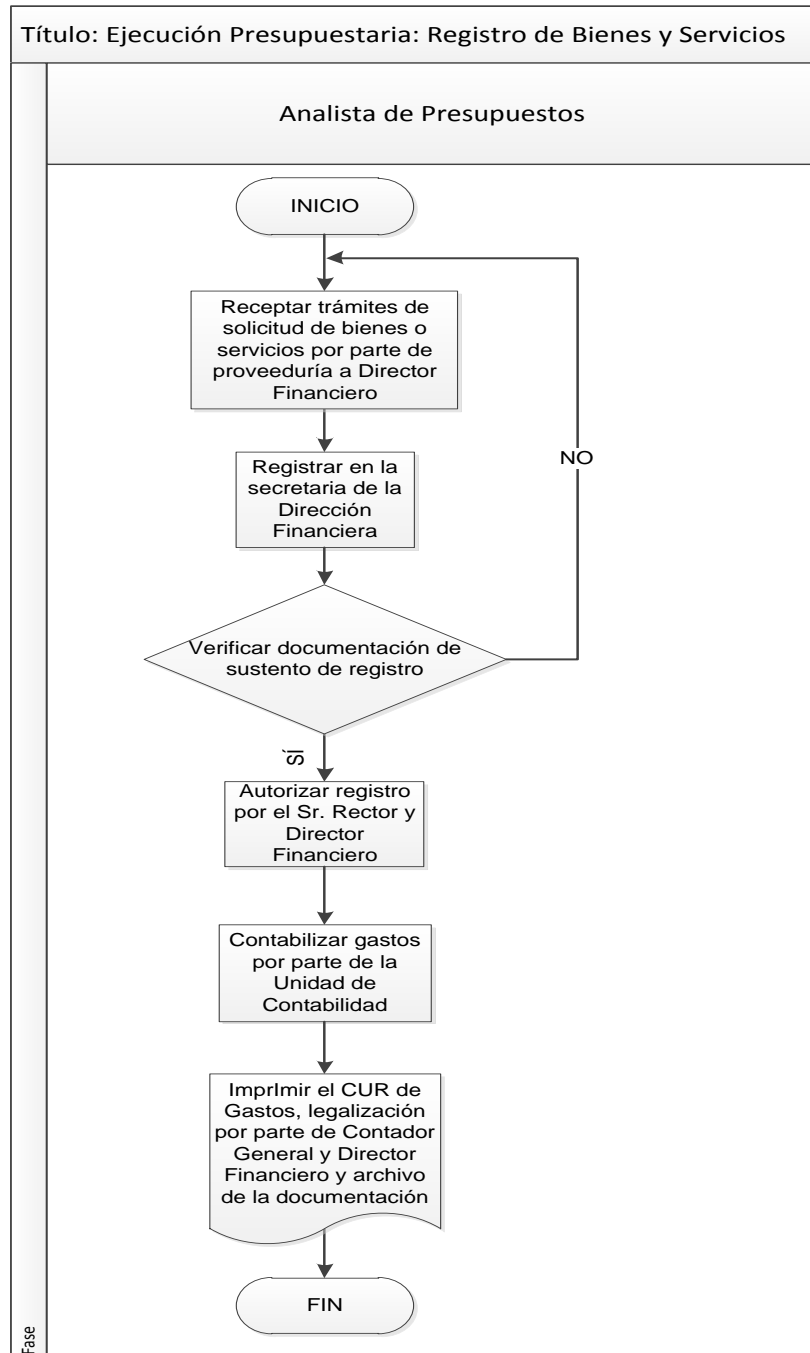 Título: Ejecución Presupuestaria: Registro de Bienes y Servicios
Analista de Presupuestos
INICIO
Receptar trámites de
solicitud de bienes o
servicios por parte de
proveeduría a Director
Financiero
Registrar en la
secretaria de la
Dirección
Financiera
NO
Verificar documentación de
sustento de registro
SÍ
Autorizar registro
por el Sr. Rector y
Director
Financiero
Contabilizar gastos
por parte de la
Unidad de
Contabilidad
ImprImir el CUR de
Gastos, legalización
por parte de Contador
General y Director
Financiero y archivo
de la documentación
FIN
Fase